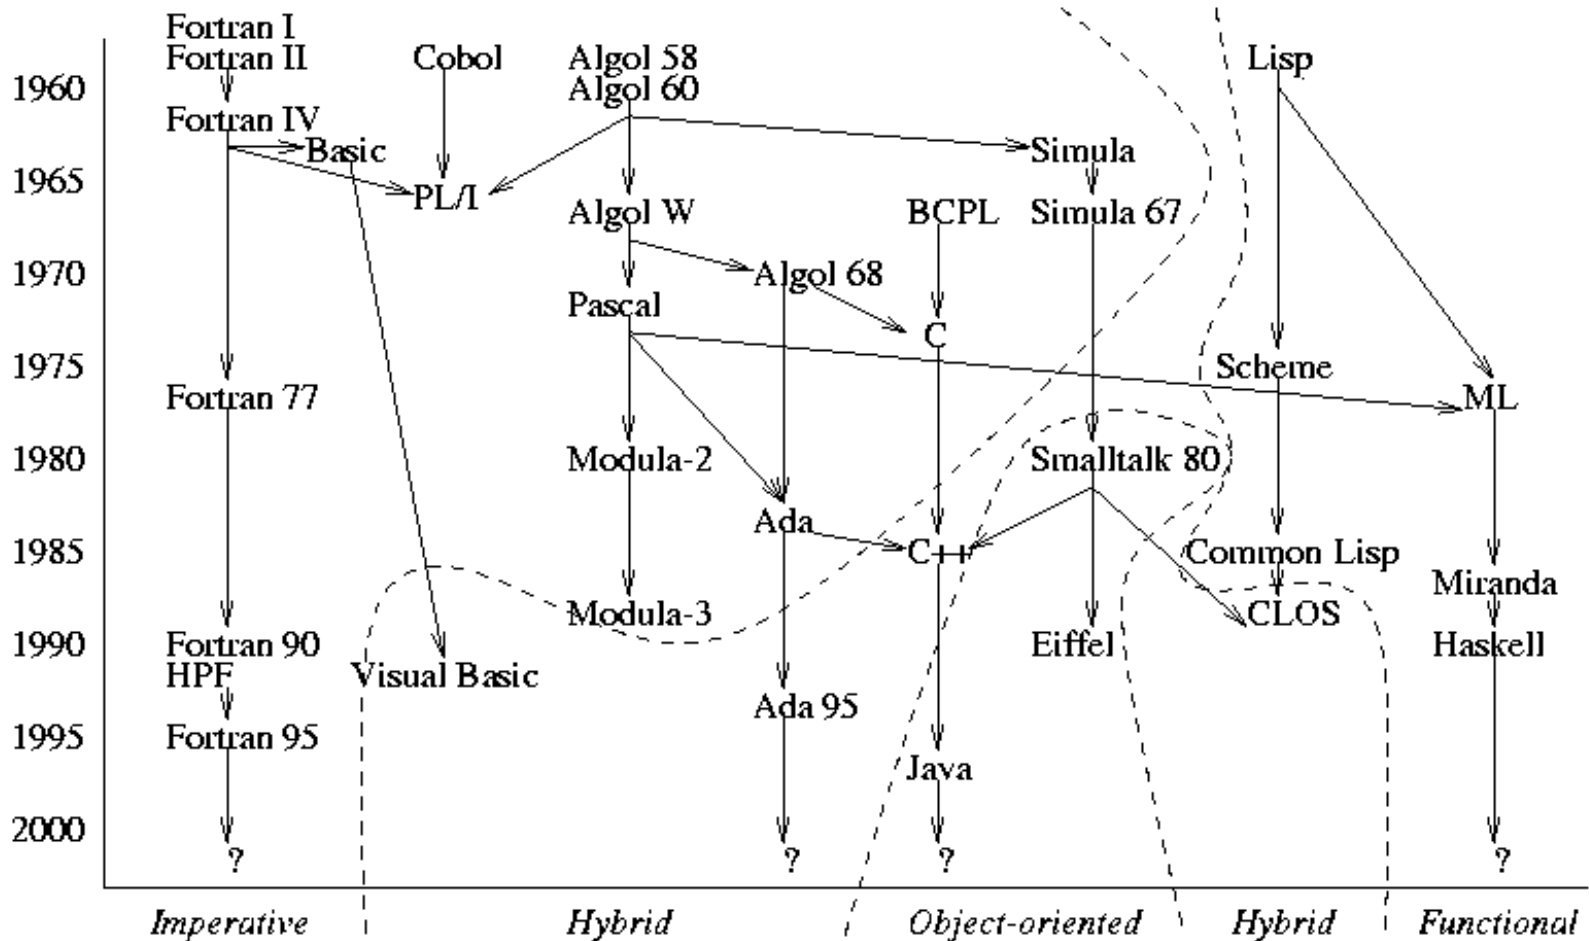 Fortran I
Fortran II Cobol Algol 58 Lisp
1960 Algol 60
Fortran IV
Basic Simula
1965 PL/I
Algol W BCPL Simula 67
1970 Algol 68
Pascal
C
1975 Scheme
Fortran 77 ML
1980 Modula-2 Smalltalk 80
Ada
1985 C++ Common Lisp
Miranda
Modula-3 CLOS
1990 Fortran 90 Eiffel Haskell
HPF Visual Basic
Ada 95
1995 Fortran 95
Java
2000
? ? ? ?
Imperative Hybrid Object-oriented Hybrid Functional